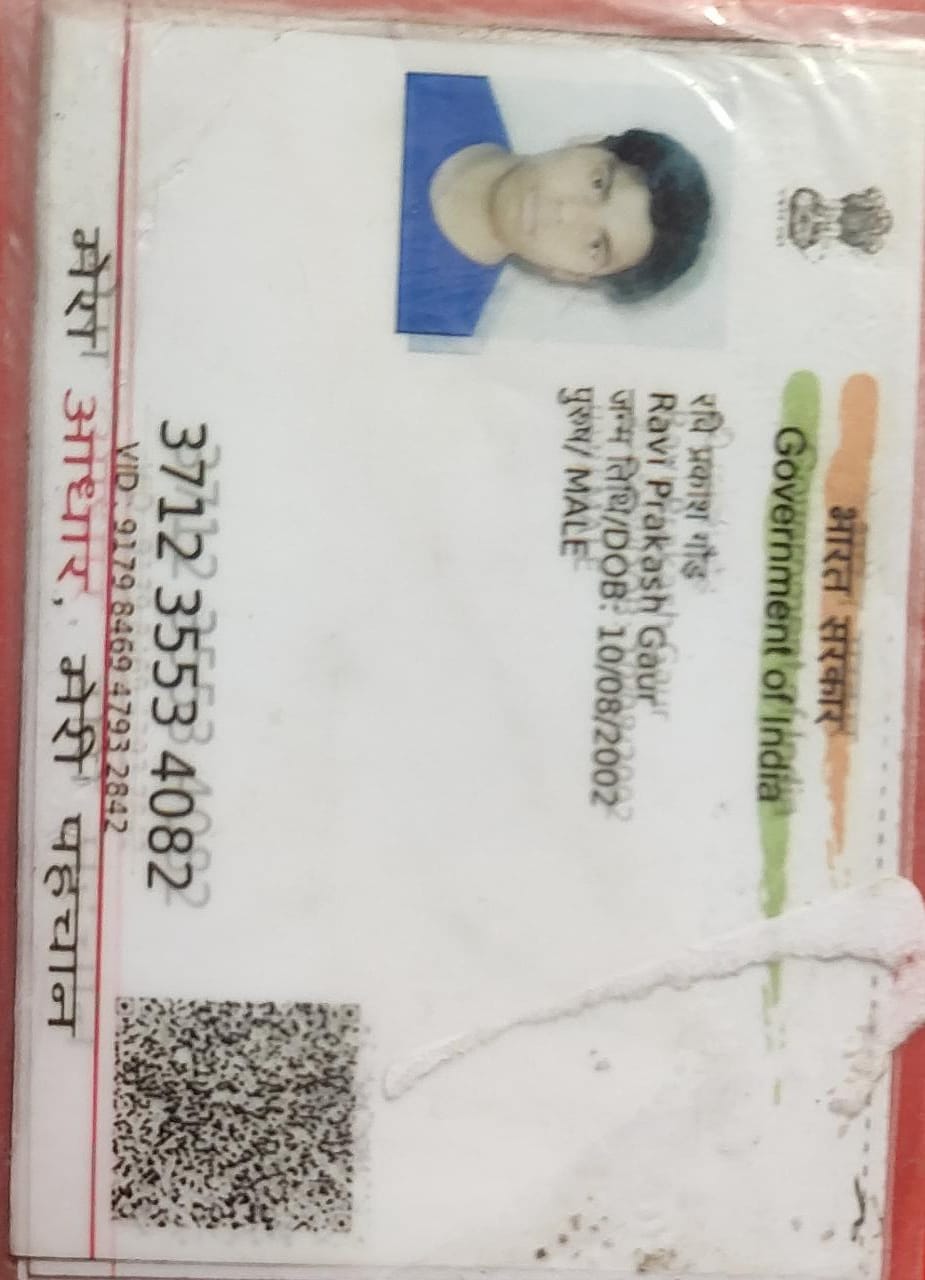 भारत सरकार
Government of India
रवि प्रकाश गौड़
Ravi Prakash Gaur
जन्म तिथि/DOB: 10/08/2002
पुरुष/ MALE
3712 3553 4082
VID : 9179 8469 4793 2842
मेरा आधार, मेरी पहचान